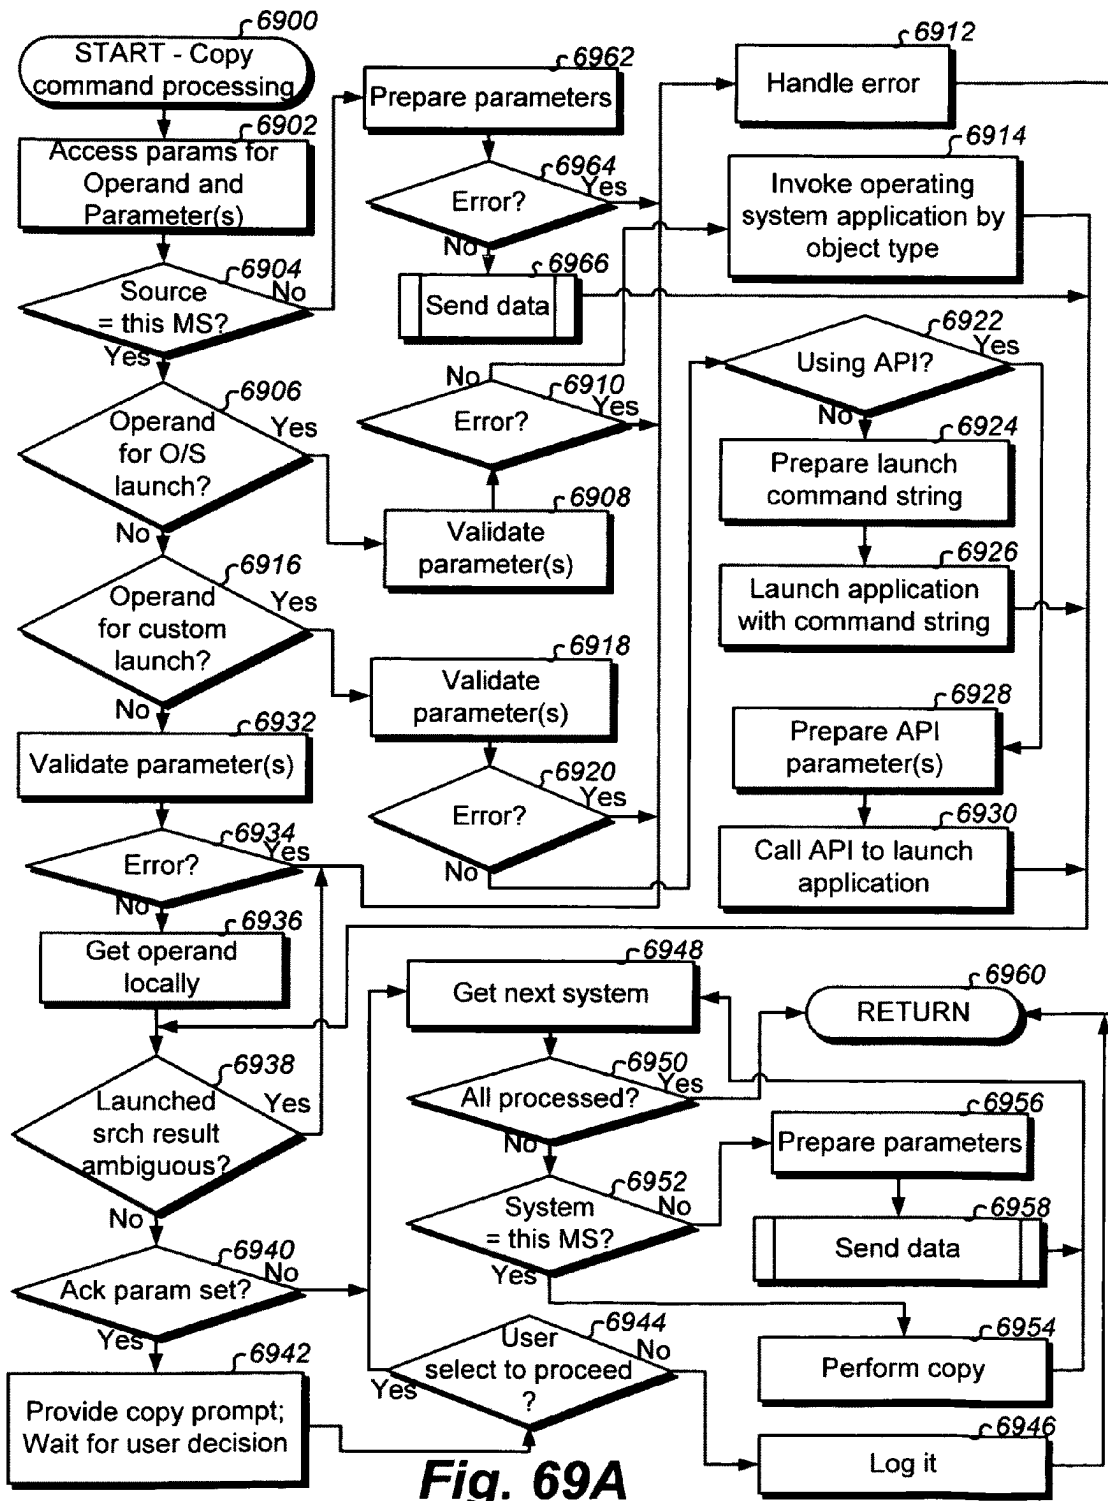 6900
START - Copy
command processing
6902
Access params for
Operand and
Parameter(s)
6904
Source
= this MS?
No
Yes
6906
Operand
for O/S
launch?
Yes
No
6916
Operand
for custom
launch?
Yes
No
6932
Validate parameter(s)
6934
Error?
Yes
No
6936
Get operand
locally
6938
Launched
srch result
ambiguous?
Yes
No
6940
Ack param set?
No
Yes
6942
Provide copy prompt;
Wait for user decision
6962
Prepare parameters
6964
Error?
Yes
No
6966
Send data
No
6910
Error?
Yes
6908
Validate
parameter(s)
6918
Validate
parameter(s)
6920
Error?
Yes
No
6912
Handle error
6914
Invoke operating
system application by
object type
6922
Using API?
Yes
No
6924
Prepare launch
command string
6926
Launch application
with command string
6928
Prepare API
parameter(s)
6930
Call API to launch
application
6948
Get next system
6950
All processed?
Yes
No
6952
System
= this MS?
No
Yes
6944
User
select to proceed
?
No
Yes
6960
RETURN
6956
Prepare parameters
6958
Send data
6954
Perform copy
6946
Log it
Fig. 69A